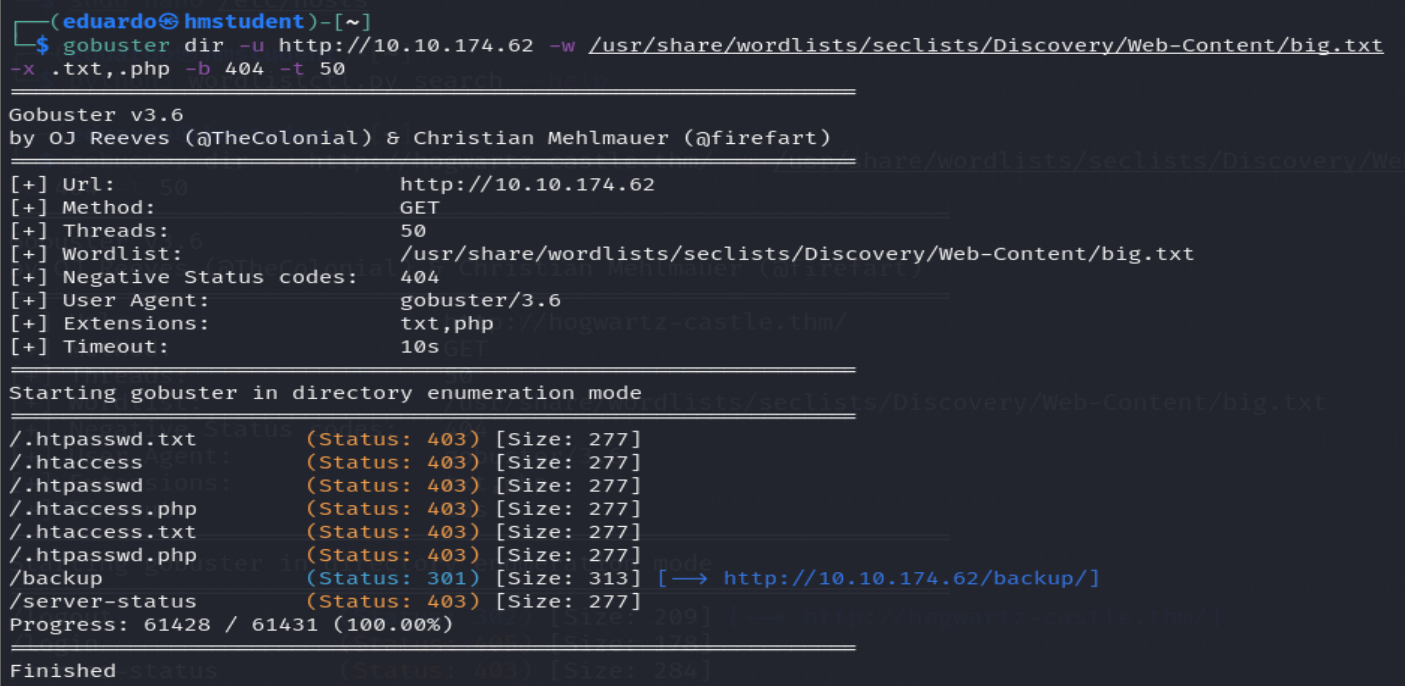 ┌──(eduardo㉿hmstudent)-[~]
└─$ gobuster dir -u http://10.10.174.62 -w /usr/share/wordlists/seclists/Discovery/Web-Content/big.txt
-x .txt,.php -b 404 -t 50
===============================================================
Gobuster v3.6
by OJ Reeves (@TheColonial) & Christian Mehlmauer (@firefart)
===============================================================
[+] Url:                     http://10.10.174.62
[+] Method:                  GET
[+] Threads:                 50
[+] Wordlist:                /usr/share/wordlists/seclists/Discovery/Web-Content/big.txt
[+] Negative Status codes:   404
[+] User Agent:              gobuster/3.6
[+] Extensions:              txt,php
[+] Timeout:                 10s
===============================================================
Starting gobuster in directory enumeration mode
===============================================================
/.htpasswd.txt        (Status: 403) [Size: 277]
/.htaccess            (Status: 403) [Size: 277]
/.htpasswd            (Status: 403) [Size: 277]
/.htaccess.php        (Status: 403) [Size: 277]
/.htaccess.txt        (Status: 403) [Size: 277]
/.htpasswd.php        (Status: 403) [Size: 277]
/backup               (Status: 301) [Size: 313] [--> http://10.10.174.62/backup/]
/server-status        (Status: 403) [Size: 277]
Progress: 61428 / 61431 (100.00%)
===============================================================
Finished